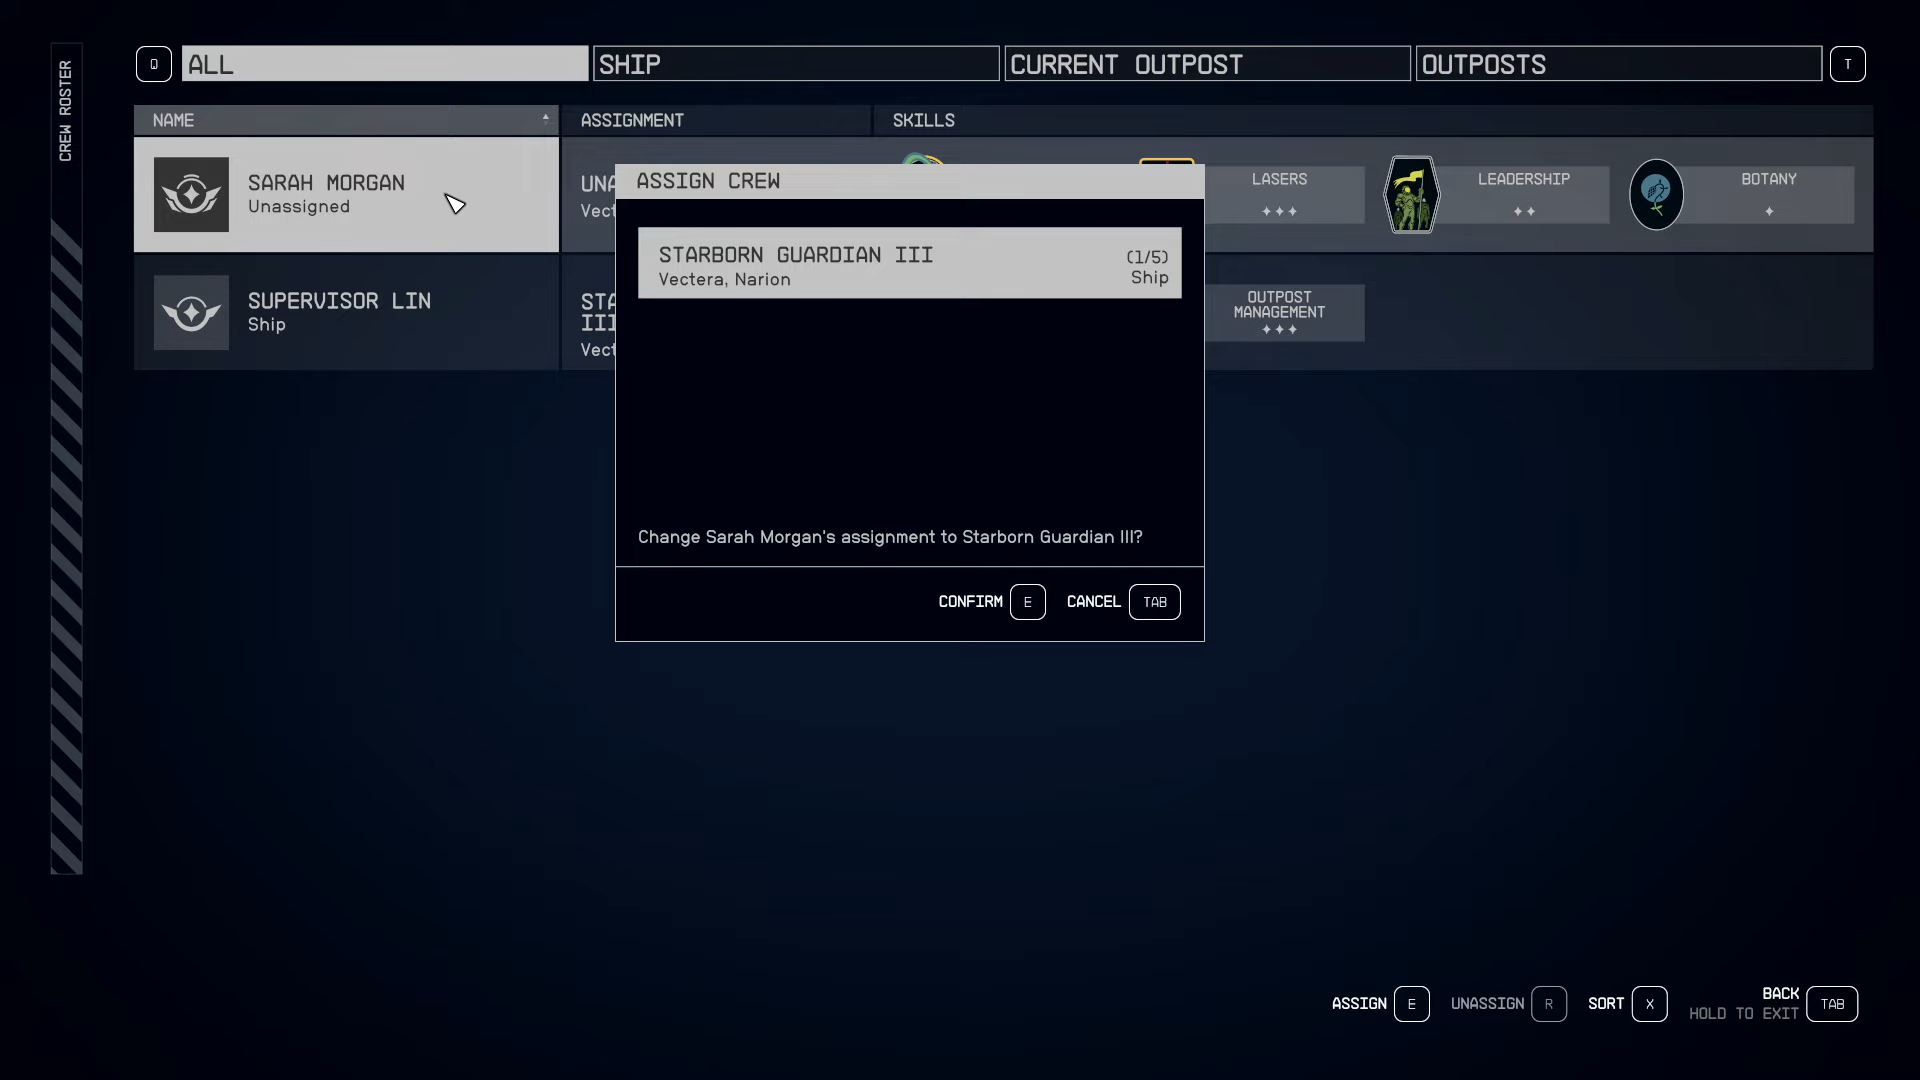 CREW ROSTER
Q
ALL
SHIP
CURRENT OUTPOST
OUTPOSTS
T
NAME
ASSIGNMENT
SKILLS
SARAH MORGAN
Unassigned
UNA
Vect
LASERS
LEADERSHIP
BOTANY
SUPERVISOR LIN
Ship
STA
III
Vect
OUTPOST
MANAGEMENT
ASSIGN CREW
STARBORN GUARDIAN III
(1/5)
Vectera, Narion
Ship
Change Sarah Morgan's assignment to Starborn Guardian III?
CONFIRM E CANCEL TAB
ASSIGN E UNASSIGN R SORT X BACK TAB
HOLD TO EXIT